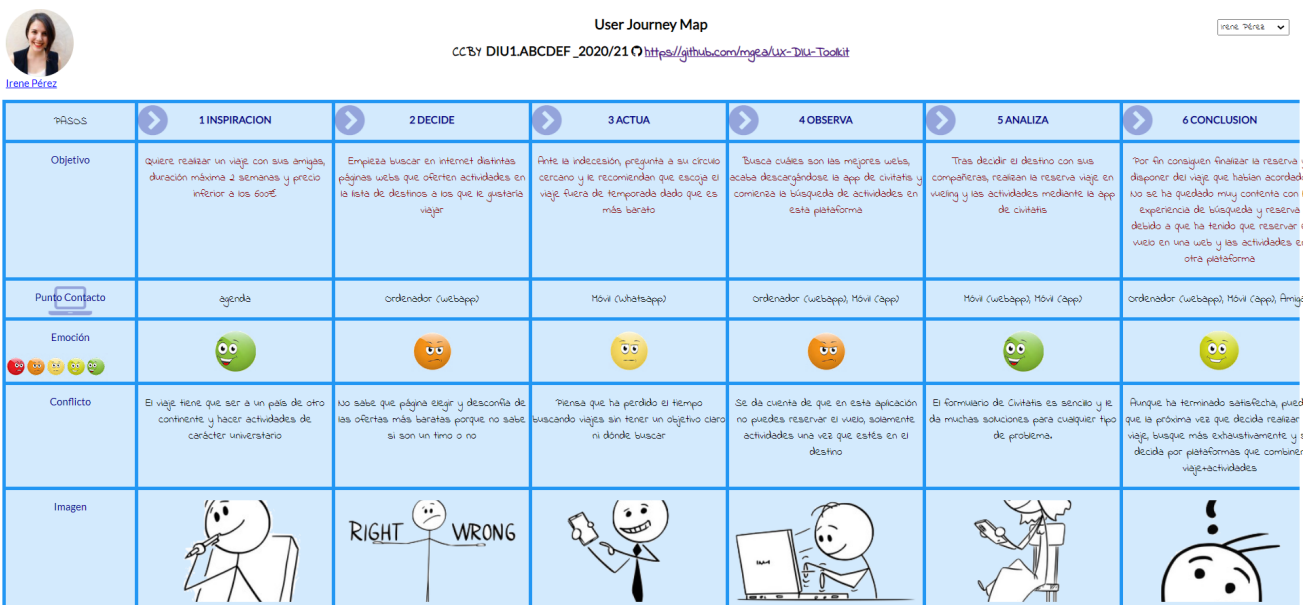 User Journey Map
Irene Pérez
CCBY DIU1.ABCDEF_2020/21 https://github.com/mgea/UX-DIU-Toolkit
Irene Pérez
PASOS
1 INSPIRACION
2 DECIDE
3 ACTUA
4 OBSERVA
5 ANALIZA
6 CONCLUSION
Objetivo
Quiere realizar un viaje con sus amigas,
duración máxima 2 semanas y precio
inferior a los 600€
Empieza buscar en internet distintas
páginas webs que oferten actividades en
la lista de destinos a los que le gustaría
viajar
Ante la indecesión, pregunta a su circulo
cercano y le recomiendan que escoja el
viaje fuera de temporada dado que es
más barato
Busca cuáles son las mejores webs,
acaba descargándose la app de civitatis y
comienza la búsqueda de actividades en
esta plataforma
Tras decidir el destino con sus
compañeras, realizan la reserva viaje en
vueling y las actividades mediante la app
de civitatis
Por fin consiguen finalizar la reserva y
disponer del viaje que habían acordado
No se ha quedado muy contenta con
experiencia de búsqueda y reserva
debido a que ha tenido que reservar
vuelo en una web y las actividades en
otra plataforma
Punto Contacto
agenda
ordenador (webapp)
Móvil (Whatsapp)
ordenador (webapp), Móvil (app)
Móvil (webapp), Móvil (app)
ordenador (webapp), Móvil (app), Amiga
Emoción
Conflicto
El viaje tiene que ser a un país de otro
continente y hacer actividades de
carácter universitario
No sabe que página elegir y desconfía de
las ofertas más baratas porque no sabe
si son un timo o no
Piensa que ha perdido el tiempo
buscando viajes sin tener un objetivo claro
ni dónde buscar
Se da cuenta de que en esta aplicación
no puedes reservar el vuelo, solamente
actividades una vez que estés en el
destino
El formulario de Civitatis es sencillo y le
da muchas soluciones para cualquier tipo
de problema.
Aunque ha terminado satisfecha, pued
que la próxima vez que decida realizar
viaje, busque más exhaustivamente y s
decida por plataformas que combinen
viaje+actividades
Imagen
RIGHT WRONG